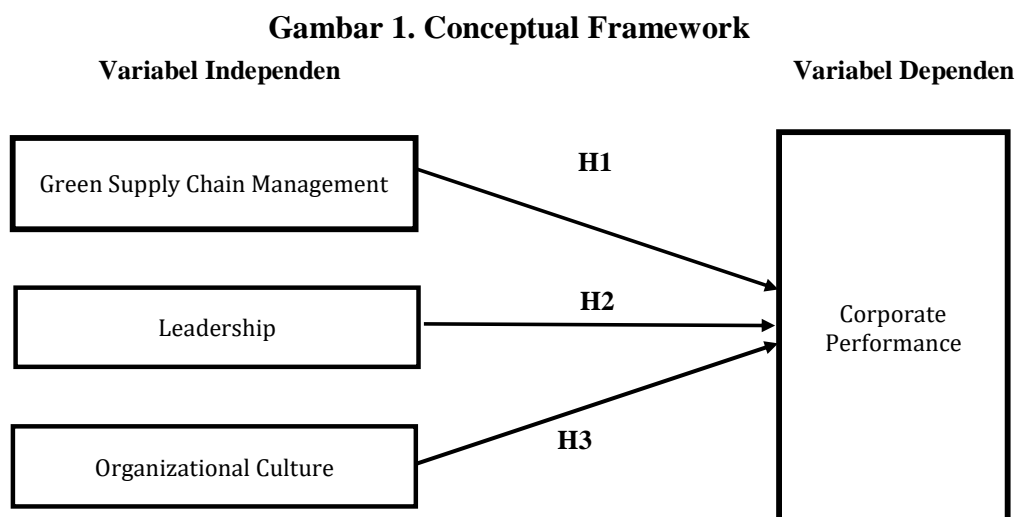 Gambar 1. Conceptual Framework
Variabel Independen
Variabel Dependen
Green Supply Chain Management
H1
Leadership
H2
Corporate
Performance
Organizational Culture
H3